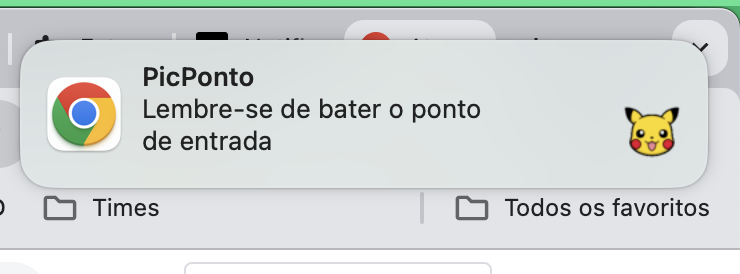 PicPonto
Lembre-se de bater o ponto
de entrada
Times
Todos os favoritos